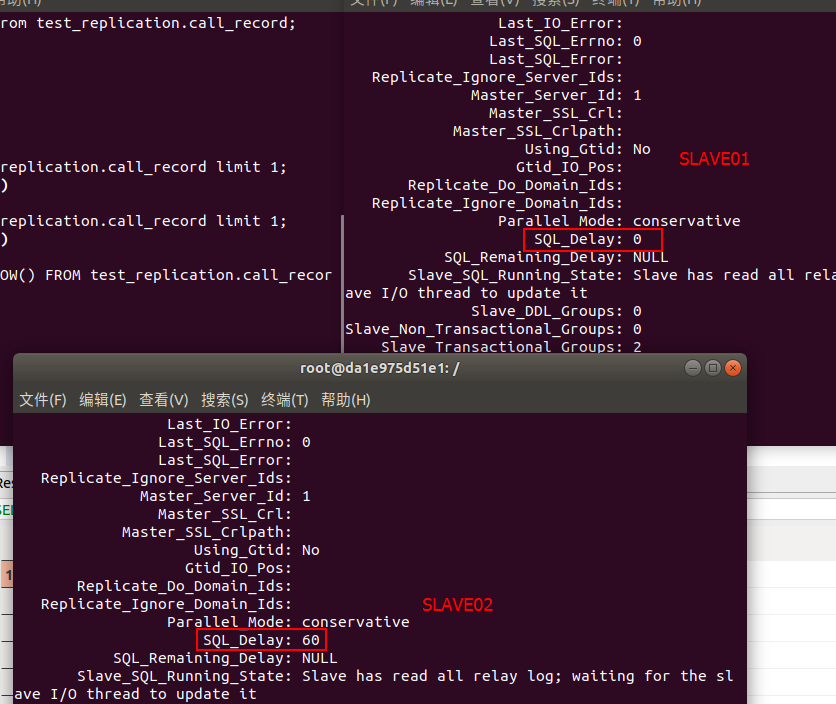 帮助(H)
rom test_replication.call_record;
replication.call_record limit 1;
)
replication.call_record limit 1;
)
OW() FROM test_replication.call_recor
文件(F) 编辑(E) 查看(V) 搜索(S) 终端(T) 帮助(H)
Last_IO_Error:
Last_SQL_Errno: 0
Last_SQL_Error:
Replicate_Ignore_Server_Ids:
Master_Server_Id: 1
Master_SSL_Crl:
Master_SSL_Crlpath:
Using_Gtid: No
SLAVE01
Gtid_IO_Pos:
Replicate_Do_Domain_Ids:
Replicate_Ignore_Domain_Ids:
Parallel_Mode: conservative
SQL_Delay: 0
SQL_Remaining_Delay: NULL
Slave_SQL_Running_State: Slave has read all rela
ave I/O thread to update it
Slave_DDL_Groups: 0
Slave_Non_Transactional_Groups: 0
Slave_Transactional_Groups: 2
root@da1e975d51e1: /
文件(F) 编辑(E) 查看(V) 搜索(S) 终端(T) 帮助(H)
Last_IO_Error:
Last_SQL_Errno: 0
Last_SQL_Error:
Replicate_Ignore_Server_Ids:
Master_Server_Id: 1
Master_SSL_Crl:
Master_SSL_Crlpath:
Using_Gtid: No
Gtid_IO_Pos:
Replicate_Do_Domain_Ids:
Replicate_Ignore_Domain_Ids:
SLAVE02
Parallel_Mode: conservative
SQL_Delay: 60
SQL_Remaining_Delay: NULL
Slave_SQL_Running_State: Slave has read all relay log; waiting for the sl
ave I/O thread to update it
Res
SEL
1